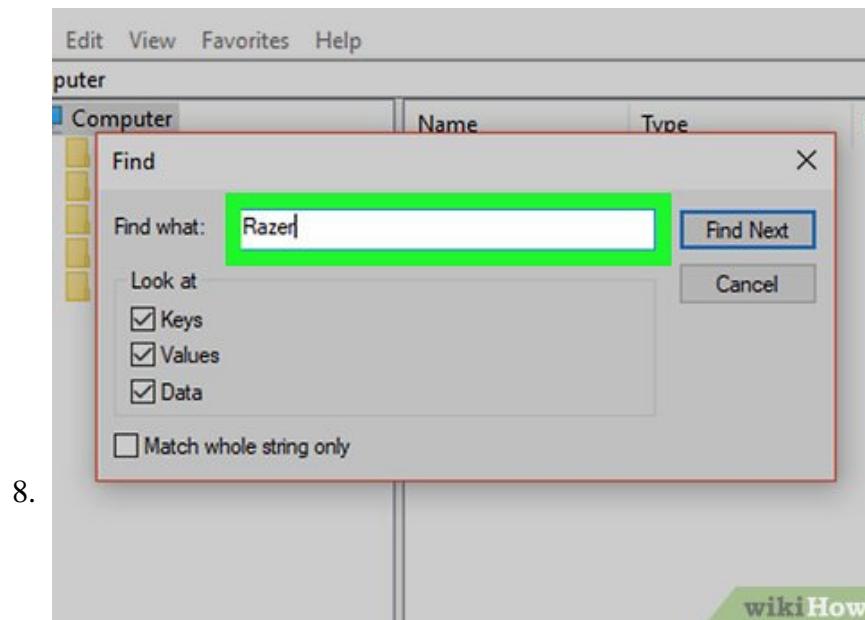 Edit View Favorites Help
puter
Computer
Name Type
Find
Find what: Razer Find Next
Look at Cancel
Keys
Values
Data
Match whole string only
8.
wikiHow